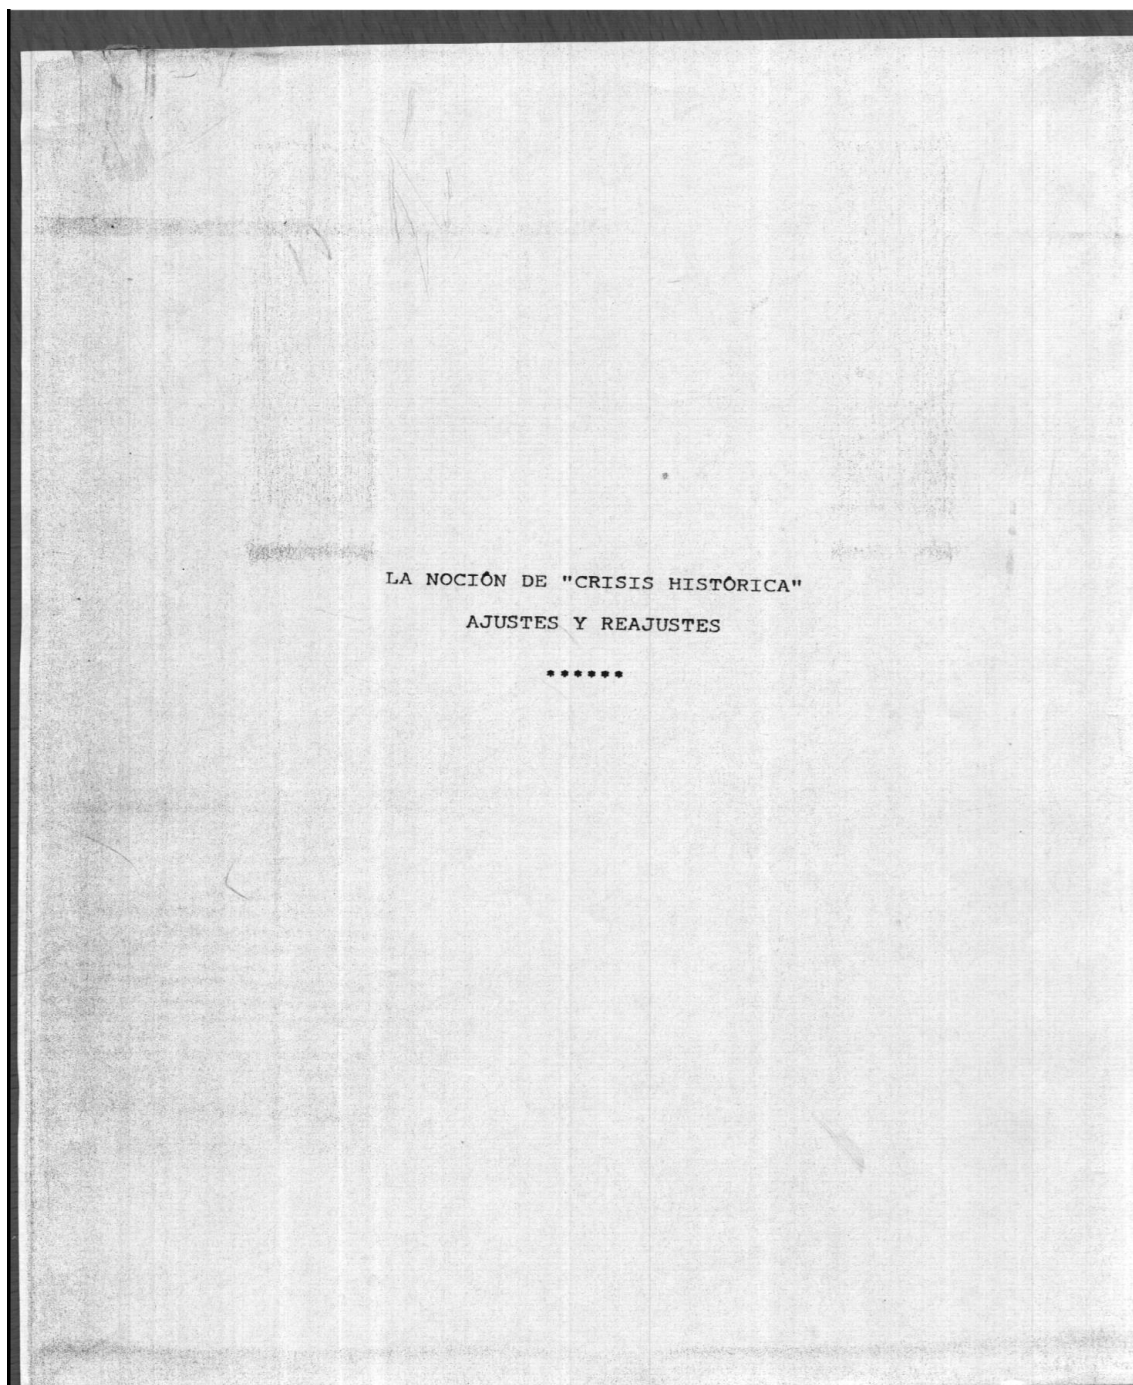 LA NOCIÓN DE "CRISIS HISTÓRICA"
AJUSTES Y REAJUSTES
******